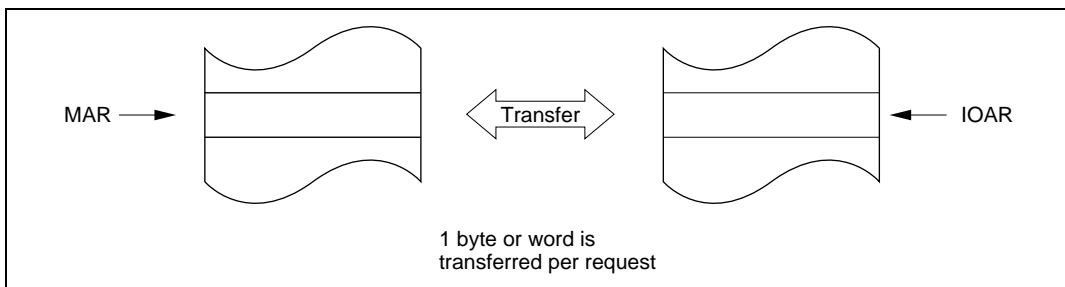 MAR
Transfer
IOAR
1 byte or word is
transferred per request